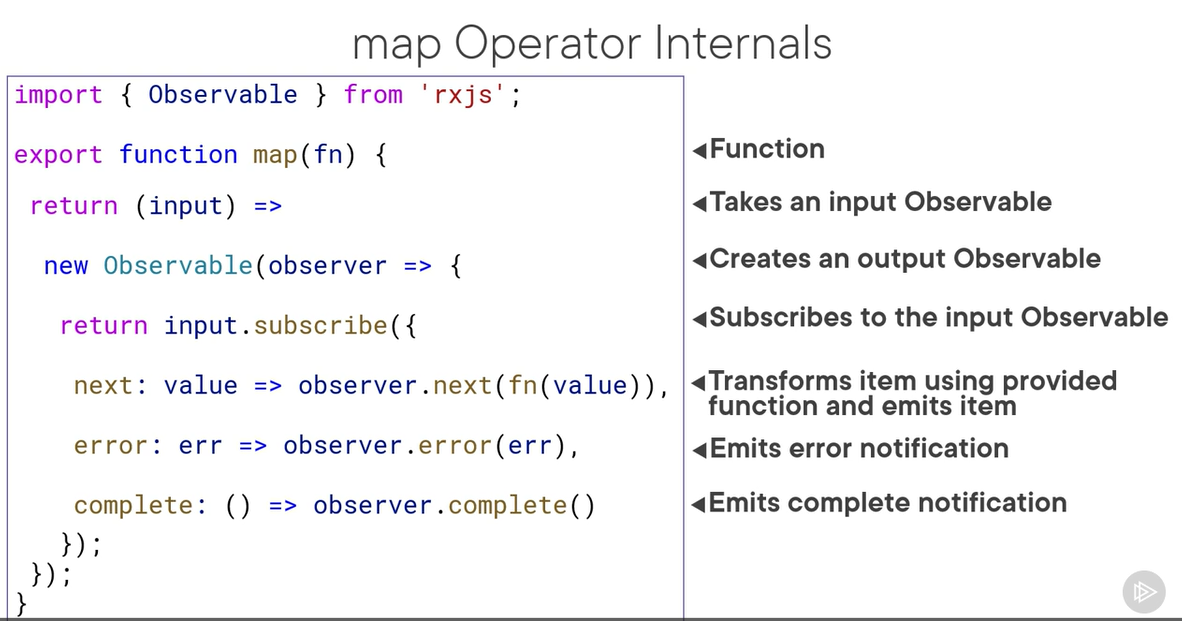 map Operator Internals
import { Observable } from 'rxjs';
export function map(fn) {
◂Function
return (input) =>
◂Takes an input Observable
new Observable(observer => {
◂Creates an output Observable
return input.subscribe({
◂Subscribes to the input Observable
next: value => observer.next(fn(value)),
◂Transforms item using provided
function and emits item
error: err => observer.error(err),
◂Emits error notification
complete: () => observer.complete()
◂Emits complete notification
});
});
}